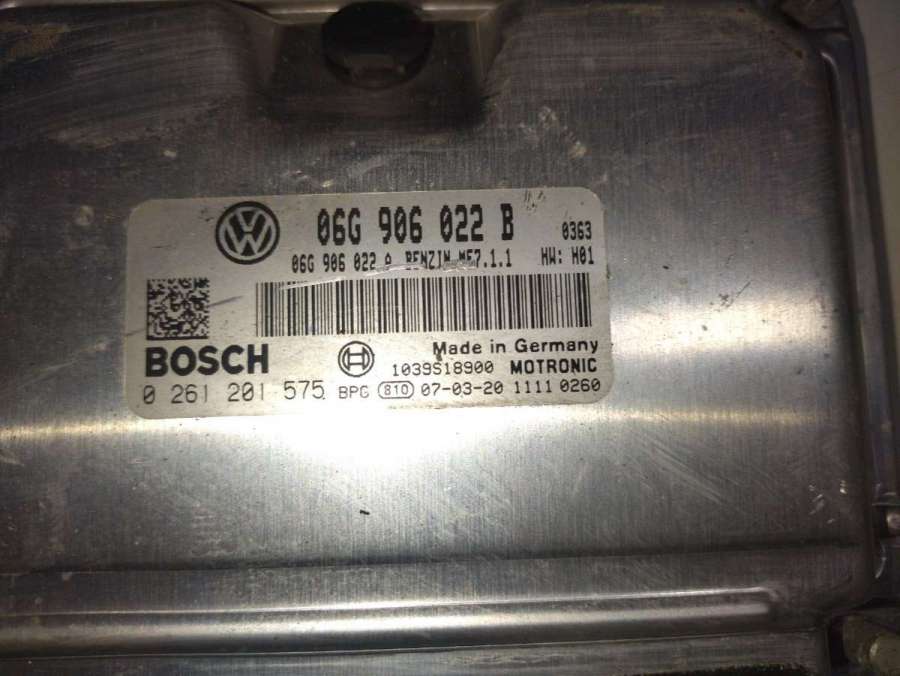 06G 906 022 B 0363
06G 906 022 A BENZIN ME7.1.1 HW: H01
Made in Germany
BOSCH 1039S18900 MOTRONIC
0 261 201 575 BPG 810 07-03-20 1111 0260